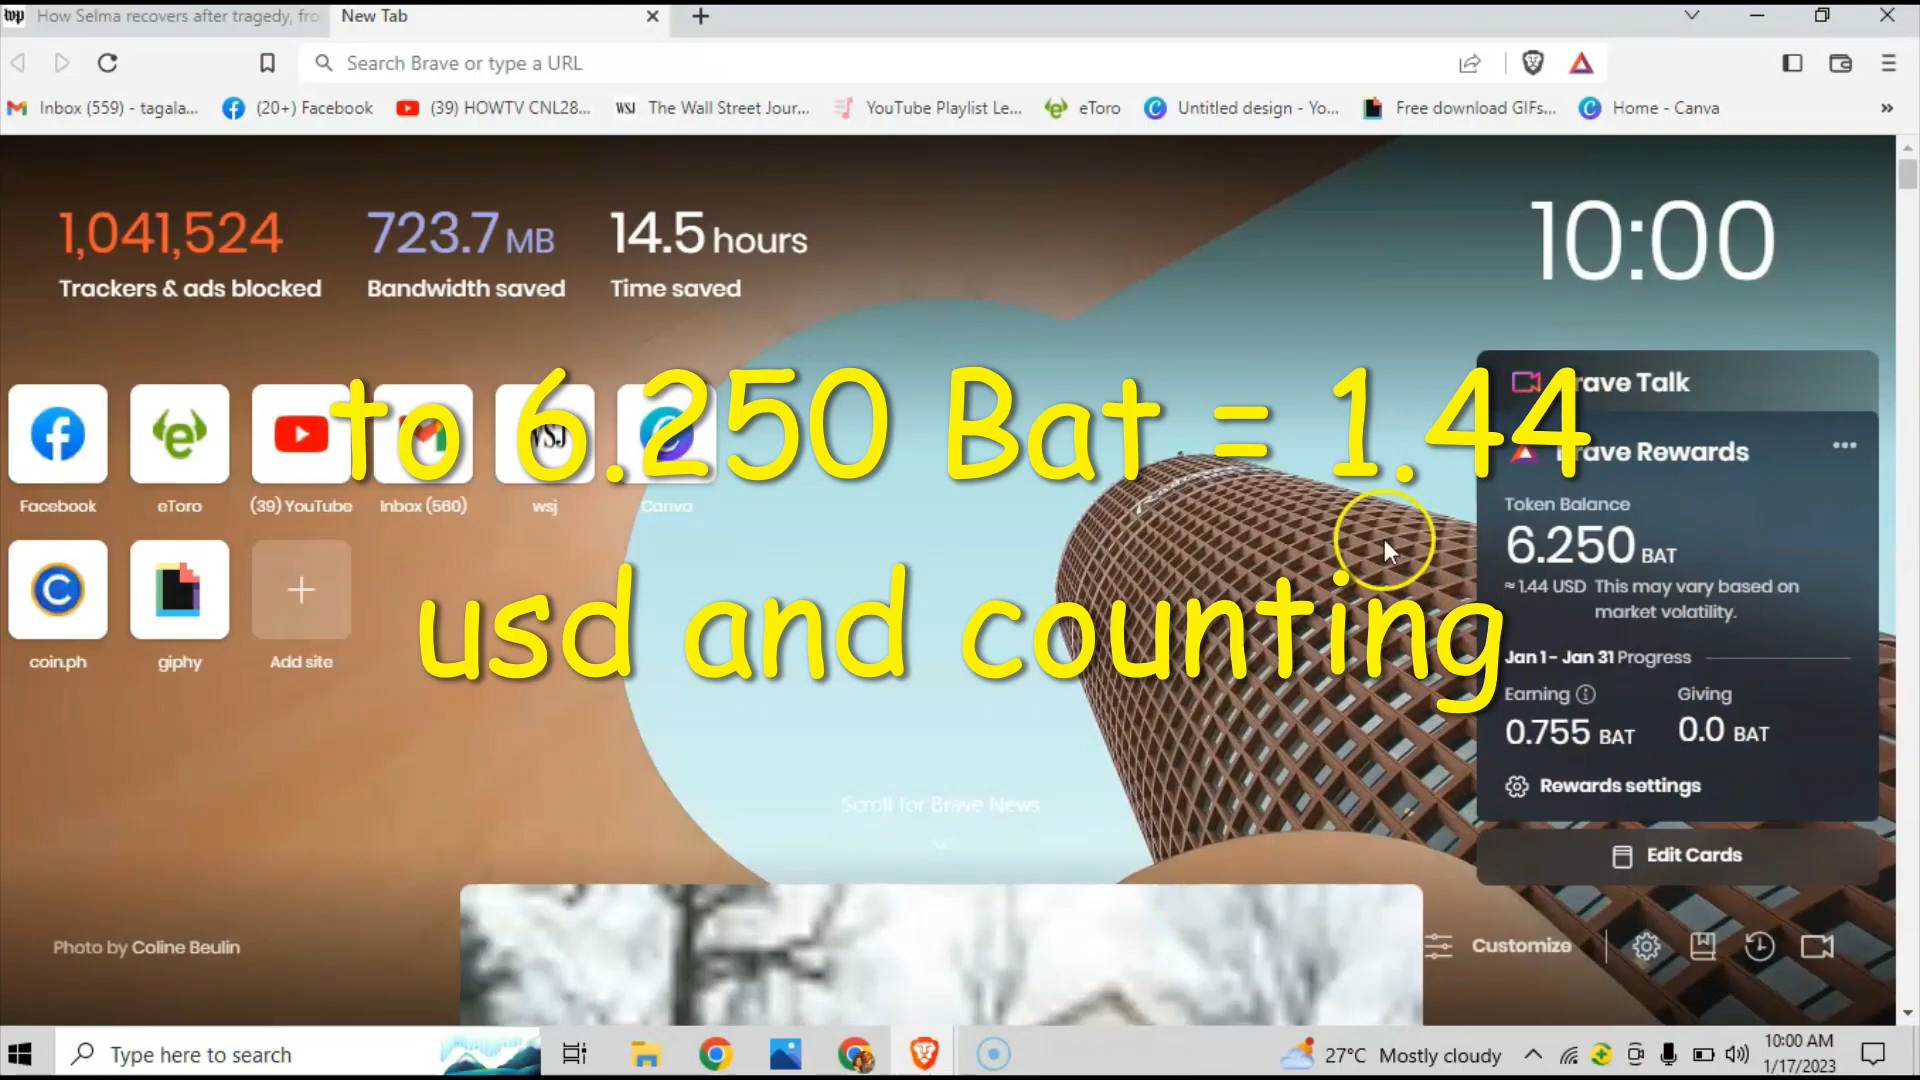 How Selma recovers after tragedy, fro
New Tab
Search Brave or type a URL
Inbox (559) - tagala...
(20+) Facebook
(39) HOWTV CNL28...
WSJ The Wall Street Jour...
YouTube Playlist Le...
eToro
Untitled design - Yo...
Free download GIFs...
Home - Canva
1,041,524
Trackers & ads blocked
723.7 MB
Bandwidth saved
14.5 hours
Time saved
10:00
to 6.250 Bat = 1.44
usd and counting
Facebook
eToro
(39) YouTube
Inbox (560)
WSJ
wsj
Canva
coin.ph
giphy
Add site
rave Talk
rave Rewards
Token Balance
6.250 BAT
≈ 1.44 USD This may vary based on
market volatility.
Jan 1 - Jan 31 Progress
Earning
Giving
0.755 BAT
0.0 BAT
Rewards settings
Edit Cards
Scroll for Brave News
Photo by Coline Beulin
Customize
Type here to search
27°C Mostly cloudy
10:00 AM
1/17/2023